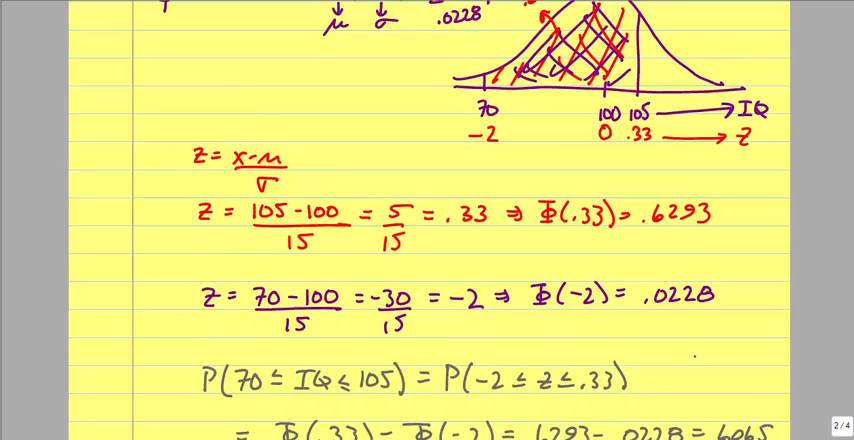 μ σ .0228
70 100 105 → IQ
-2 0 .33 → Z
Z = x-μ / σ
Z = 105-100 / 15 = 5 / 15 = .33 ⇒ Φ(.33) = .6293
Z = 70-100 / 15 = -30 / 15 = -2 ⇒ Φ(-2) = .0228
P(70 ≤ IQ ≤ 105) = P(-2 ≤ z ≤ .33)
= Φ(.33) - Φ(-2) = .6293 - .0228 = .6065
2 / 4